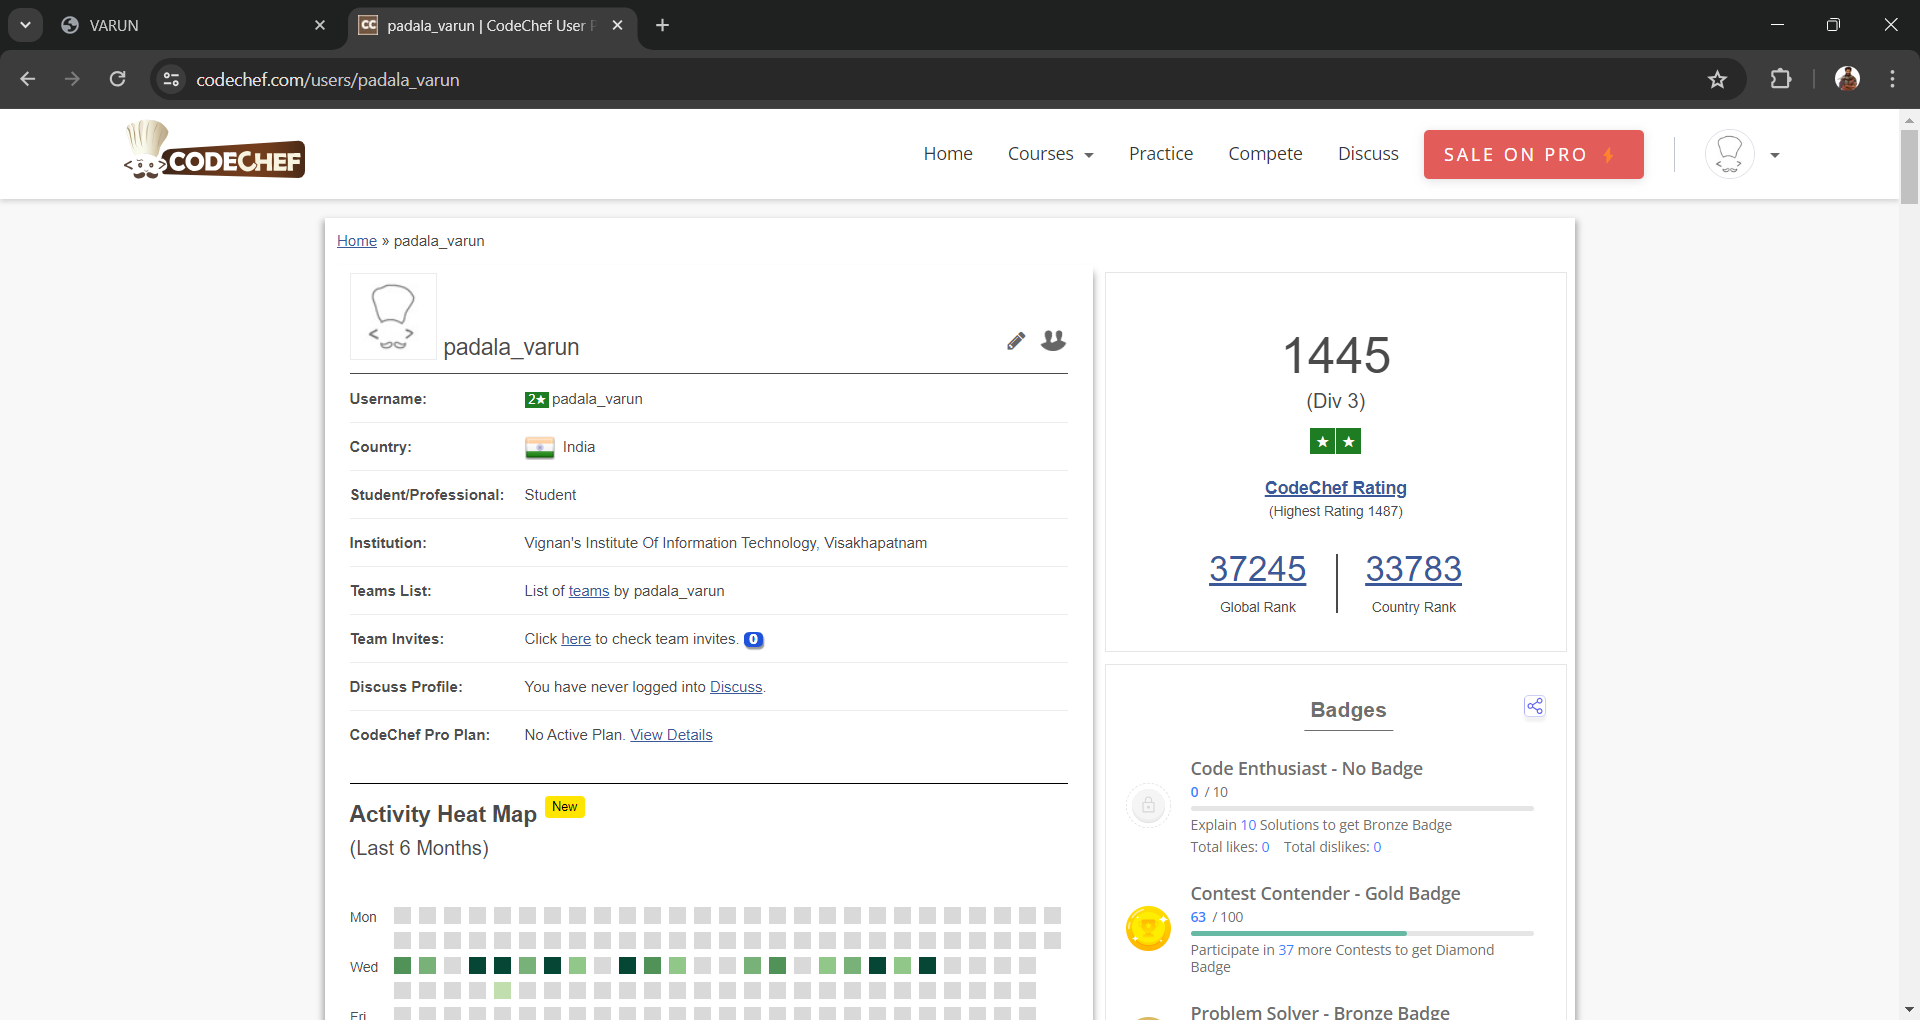 VARUN
padala_varun | CodeChef User P
codechef.com/users/padala_varun
CODECHEF
Home
Courses
Practice
Compete
Discuss
SALE ON PRO
Home » padala_varun
padala_varun
Username: 2★ padala_varun
Country: India
Student/Professional: Student
Institution: Vignan's Institute Of Information Technology, Visakhapatnam
Teams List: List of teams by padala_varun
Team Invites: Click here to check team invites. 0
Discuss Profile: You have never logged into Discuss.
CodeChef Pro Plan: No Active Plan. View Details
Activity Heat Map New
(Last 6 Months)
Mon
Wed
Fri
1445
(Div 3)
★ ★
CodeChef Rating
(Highest Rating 1487)
37245 33783
Global Rank Country Rank
Badges
Code Enthusiast - No Badge
0 / 10
Explain 10 Solutions to get Bronze Badge
Total likes: 0 Total dislikes: 0
Contest Contender - Gold Badge
63 / 100
Participate in 37 more Contests to get Diamond
Badge
Problem Solver - Bronze Badge